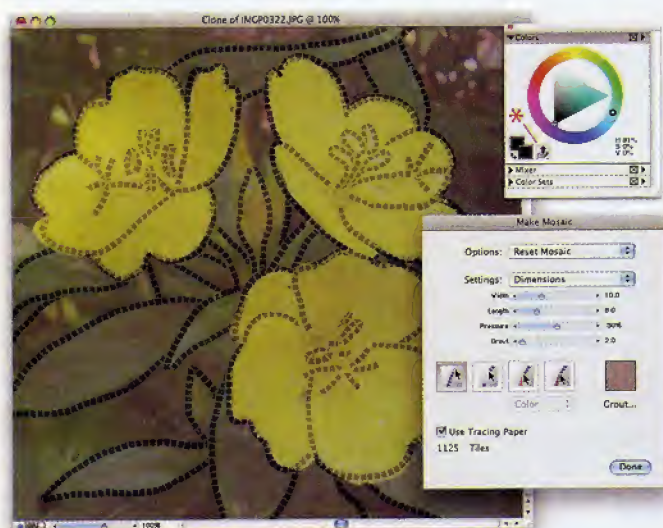 Clone of IMGP0322.JPG @ 100%
Colors
Mixer
Color Sets
Make Mosaic
Options: Reset Mosaic
Settings: Dimensions
Width 10.0
Length 8.0
Pressure 50%
Grout 2.0
Color
Grout...
Use Tracing Paper
1125 Tiles
Done
100%